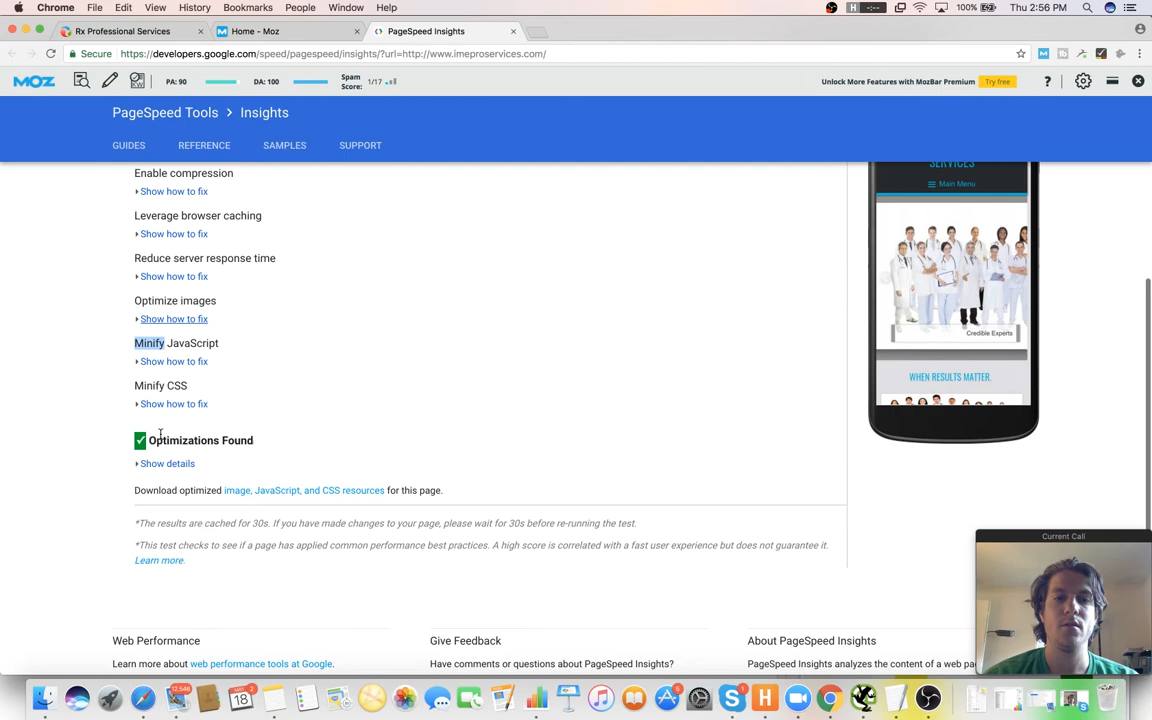 Chrome File Edit View History Bookmarks People Window Help
H --:-- 100% Thu 2:56 PM
Rx Professional Services × Home - Moz × PageSpeed Insights ×
Secure https://developers.google.com/speed/pagespeed/insights/?url=http://www.imeproservices.com/
MOZ PA: 90 DA: 100 Spam Score: 1/17 Unlock More Features with MozBar Premium Try free ?
PageSpeed Tools > Insights
GUIDES REFERENCE SAMPLES SUPPORT
Enable compression
Show how to fix
Leverage browser caching
Show how to fix
Reduce server response time
Show how to fix
Optimize images
Show how to fix
Minify JavaScript
Show how to fix
Minify CSS
Show how to fix
✓ Optimizations Found
Show details
Download optimized image, JavaScript, and CSS resources for this page.
*The results are cached for 30s. If you have made changes to your page, please wait for 30s before re-running the test.
*This test checks to see if a page has applied common performance best practices. A high score is correlated with a fast user experience but does not guarantee it.
Learn more.
SERVICES
Main Menu
Credible Experts
WHEN RESULTS MATTER.
Current Call
Web Performance
Learn more about web performance tools at Google.
Give Feedback
Have comments or questions about PageSpeed Insights?
About PageSpeed Insights
PageSpeed Insights analyzes the content of a web pa
12,546
MAY 2
18
6
2
H